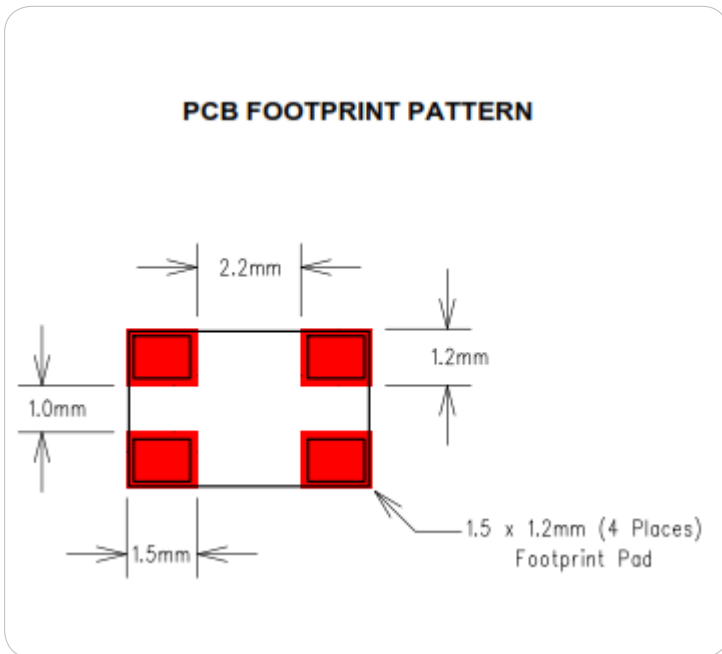 PCB FOOTPRINT PATTERN
2.2mm
1.2mm
1.0mm
1.5mm
1.5 x 1.2mm (4 Places)
Footprint Pad